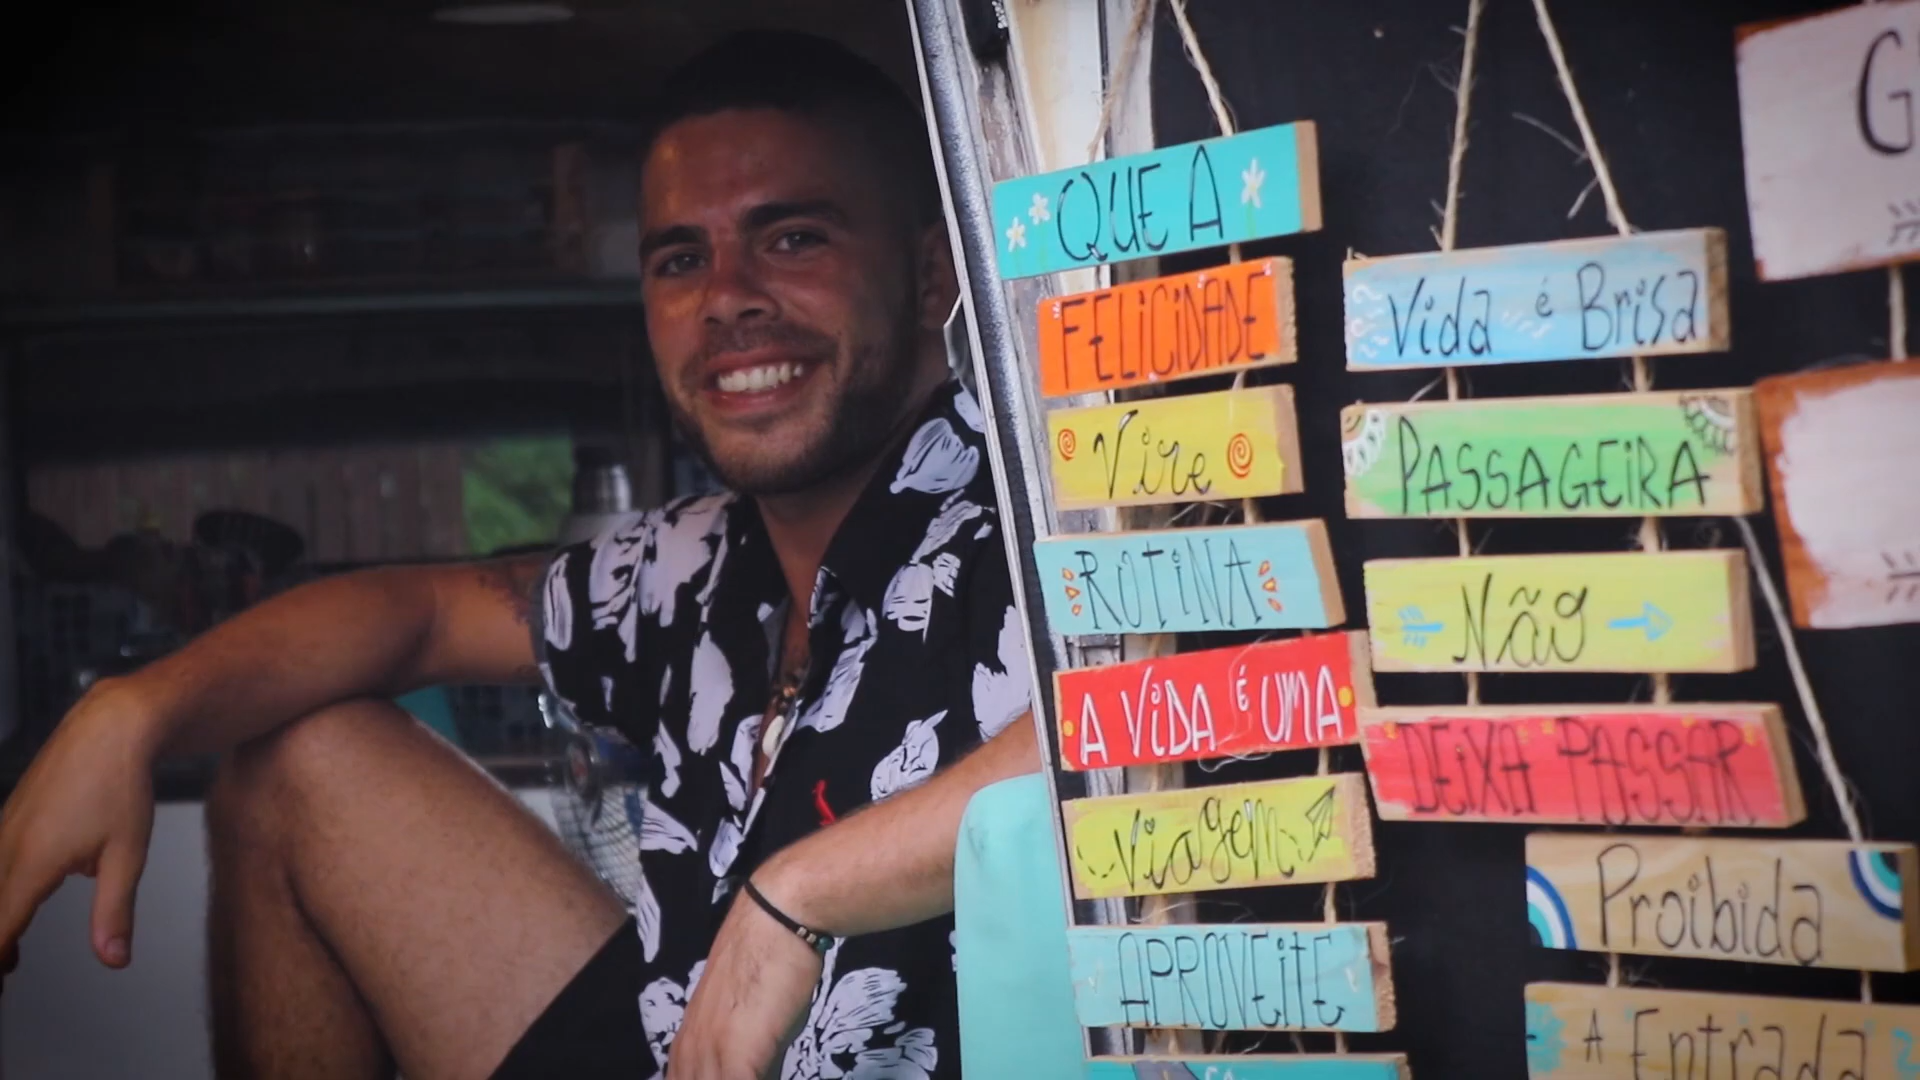 QUE A
FELICIDADE
Vire
ROTINA
A ViDA é UMA
Viagem
APROVEITE
Vida é Brisa
PASSAGEIRA
Não
DEIXA PASSAR
Proibida
A Entrada